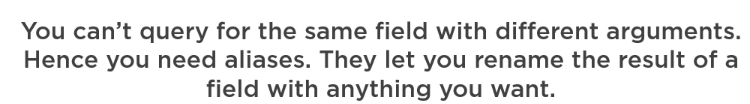 You can’t query for the same field with different arguments.
Hence you need aliases. They let you rename the result of a
field with anything you want.